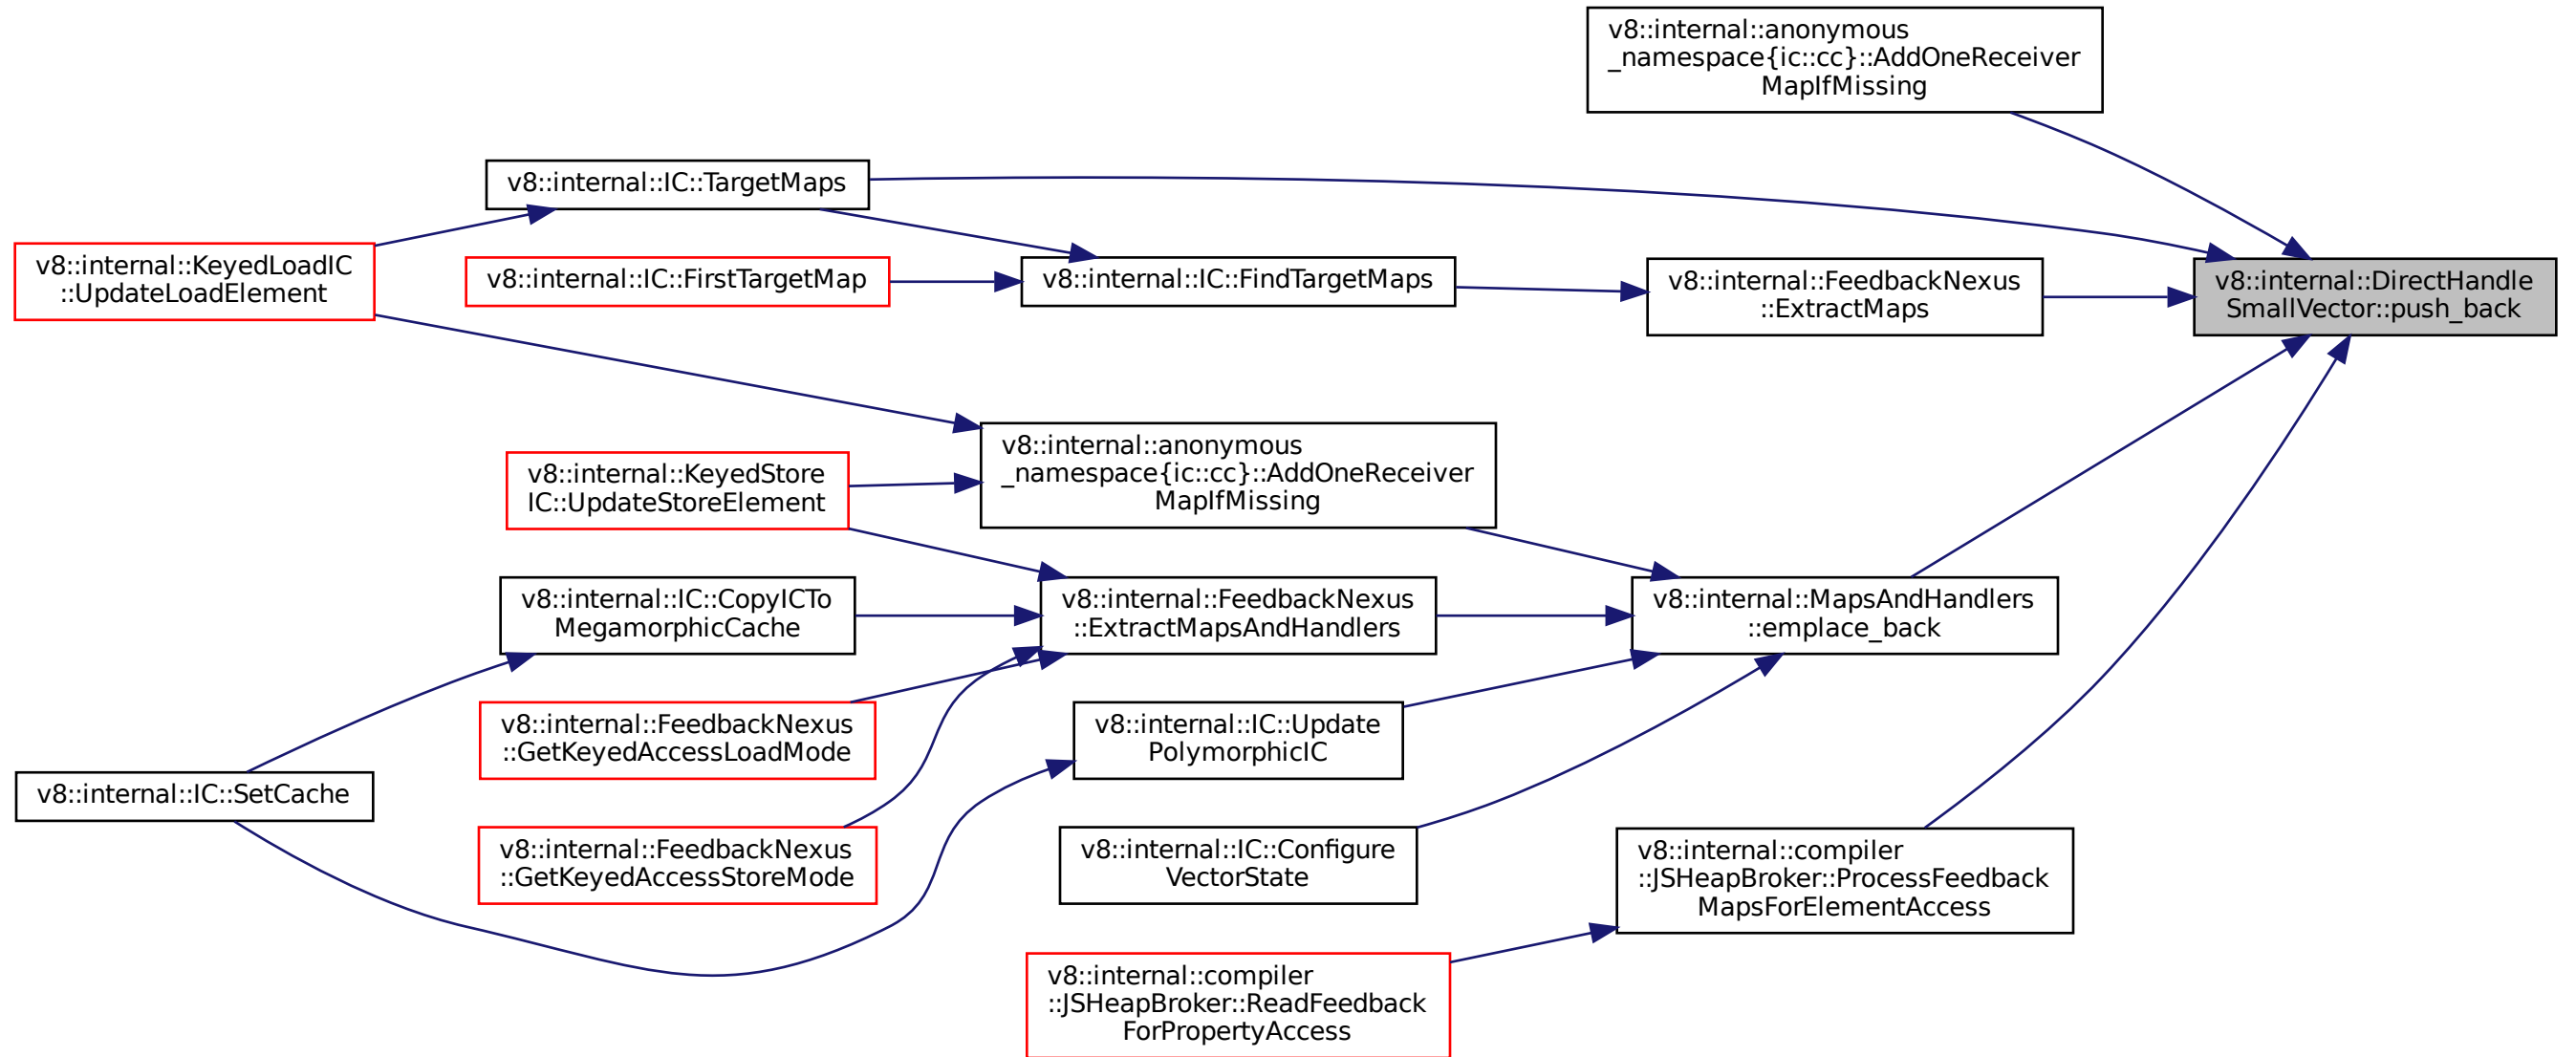 v8::internal::anonymous
_namespace{ic::cc}::AddOneReceiver
MapIfMissing
v8::internal::IC::TargetMaps
v8::internal::KeyedLoadIC
::UpdateLoadElement
v8::internal::IC::FirstTargetMap
v8::internal::IC::FindTargetMaps
v8::internal::FeedbackNexus
::ExtractMaps
v8::internal::DirectHandle
SmallVector::push_back
v8::internal::anonymous
_namespace{ic::cc}::AddOneReceiver
MapIfMissing
v8::internal::KeyedStore
IC::UpdateStoreElement
v8::internal::IC::CopyICTo
MegamorphicCache
v8::internal::FeedbackNexus
::ExtractMapsAndHandlers
v8::internal::MapsAndHandlers
::emplace_back
v8::internal::FeedbackNexus
::GetKeyedAccessLoadMode
v8::internal::IC::Update
PolymorphicIC
v8::internal::IC::SetCache
v8::internal::FeedbackNexus
::GetKeyedAccessStoreMode
v8::internal::IC::Configure
VectorState
v8::internal::compiler
::JSHeapBroker::ProcessFeedback
MapsForElementAccess
v8::internal::compiler
::JSHeapBroker::ReadFeedback
ForPropertyAccess